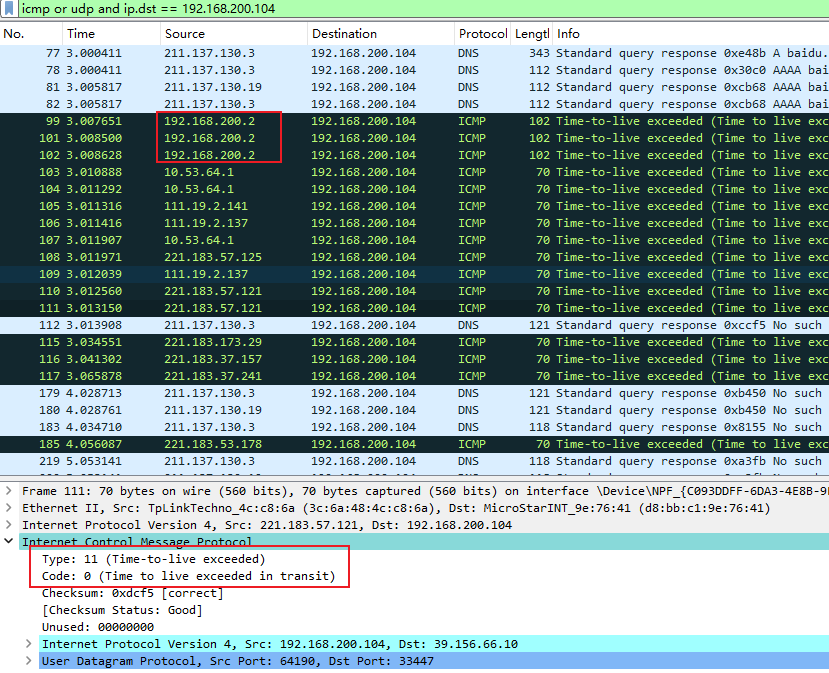 icmp or udp and ip.dst == 192.168.200.104
No. Time Source Destination Protocol Lengtl Info
77 3.000411 211.137.130.3 192.168.200.104 DNS 343 Standard query response 0xe48b A baidu.
78 3.000411 211.137.130.3 192.168.200.104 DNS 112 Standard query response 0x30c0 AAAA bai
81 3.005817 211.137.130.19 192.168.200.104 DNS 112 Standard query response 0xcb68 AAAA bai
82 3.005817 211.137.130.3 192.168.200.104 DNS 112 Standard query response 0xcb68 AAAA bai
99 3.007651 192.168.200.2 192.168.200.104 ICMP 102 Time-to-live exceeded (Time to live exc
101 3.008500 192.168.200.2 192.168.200.104 ICMP 102 Time-to-live exceeded (Time to live exc
102 3.008628 192.168.200.2 192.168.200.104 ICMP 102 Time-to-live exceeded (Time to live exc
103 3.010888 10.53.64.1 192.168.200.104 ICMP 70 Time-to-live exceeded (Time to live exc
104 3.011292 10.53.64.1 192.168.200.104 ICMP 70 Time-to-live exceeded (Time to live exc
105 3.011316 111.19.2.141 192.168.200.104 ICMP 70 Time-to-live exceeded (Time to live exc
106 3.011416 111.19.2.137 192.168.200.104 ICMP 70 Time-to-live exceeded (Time to live exc
107 3.011907 10.53.64.1 192.168.200.104 ICMP 70 Time-to-live exceeded (Time to live exc
108 3.011971 221.183.57.125 192.168.200.104 ICMP 70 Time-to-live exceeded (Time to live exc
109 3.012039 111.19.2.137 192.168.200.104 ICMP 70 Time-to-live exceeded (Time to live exc
110 3.012560 221.183.57.121 192.168.200.104 ICMP 70 Time-to-live exceeded (Time to live exc
111 3.013150 221.183.57.121 192.168.200.104 ICMP 70 Time-to-live exceeded (Time to live exc
112 3.013908 211.137.130.3 192.168.200.104 DNS 121 Standard query response 0xccf5 No such
115 3.034551 221.183.173.29 192.168.200.104 ICMP 70 Time-to-live exceeded (Time to live exc
116 3.041302 221.183.37.157 192.168.200.104 ICMP 70 Time-to-live exceeded (Time to live exc
117 3.065878 221.183.37.241 192.168.200.104 ICMP 70 Time-to-live exceeded (Time to live exc
179 4.028713 211.137.130.3 192.168.200.104 DNS 121 Standard query response 0xb450 No such
180 4.028761 211.137.130.19 192.168.200.104 DNS 121 Standard query response 0xb450 No such
183 4.034710 211.137.130.3 192.168.200.104 DNS 118 Standard query response 0x8155 No such
185 4.056087 221.183.53.178 192.168.200.104 ICMP 70 Time-to-live exceeded (Time to live exc
219 5.053141 211.137.130.3 192.168.200.104 DNS 118 Standard query response 0xa3fb No such
Frame 111: 70 bytes on wire (560 bits), 70 bytes captured (560 bits) on interface \Device\NPF_{C093DDFF-6DA3-4E8B-9
Ethernet II, Src: TpLinkTechno_4c:c8:6a (3c:6a:48:4c:c8:6a), Dst: MicroStarINT_9e:76:41 (d8:bb:c1:9e:76:41)
Internet Protocol Version 4, Src: 221.183.57.121, Dst: 192.168.200.104
Internet Control Message Protocol
Type: 11 (Time-to-live exceeded)
Code: 0 (Time to live exceeded in transit)
Checksum: 0xdcf5 [correct]
[Checksum Status: Good]
Unused: 00000000
Internet Protocol Version 4, Src: 192.168.200.104, Dst: 39.156.66.10
User Datagram Protocol, Src Port: 64190, Dst Port: 33447